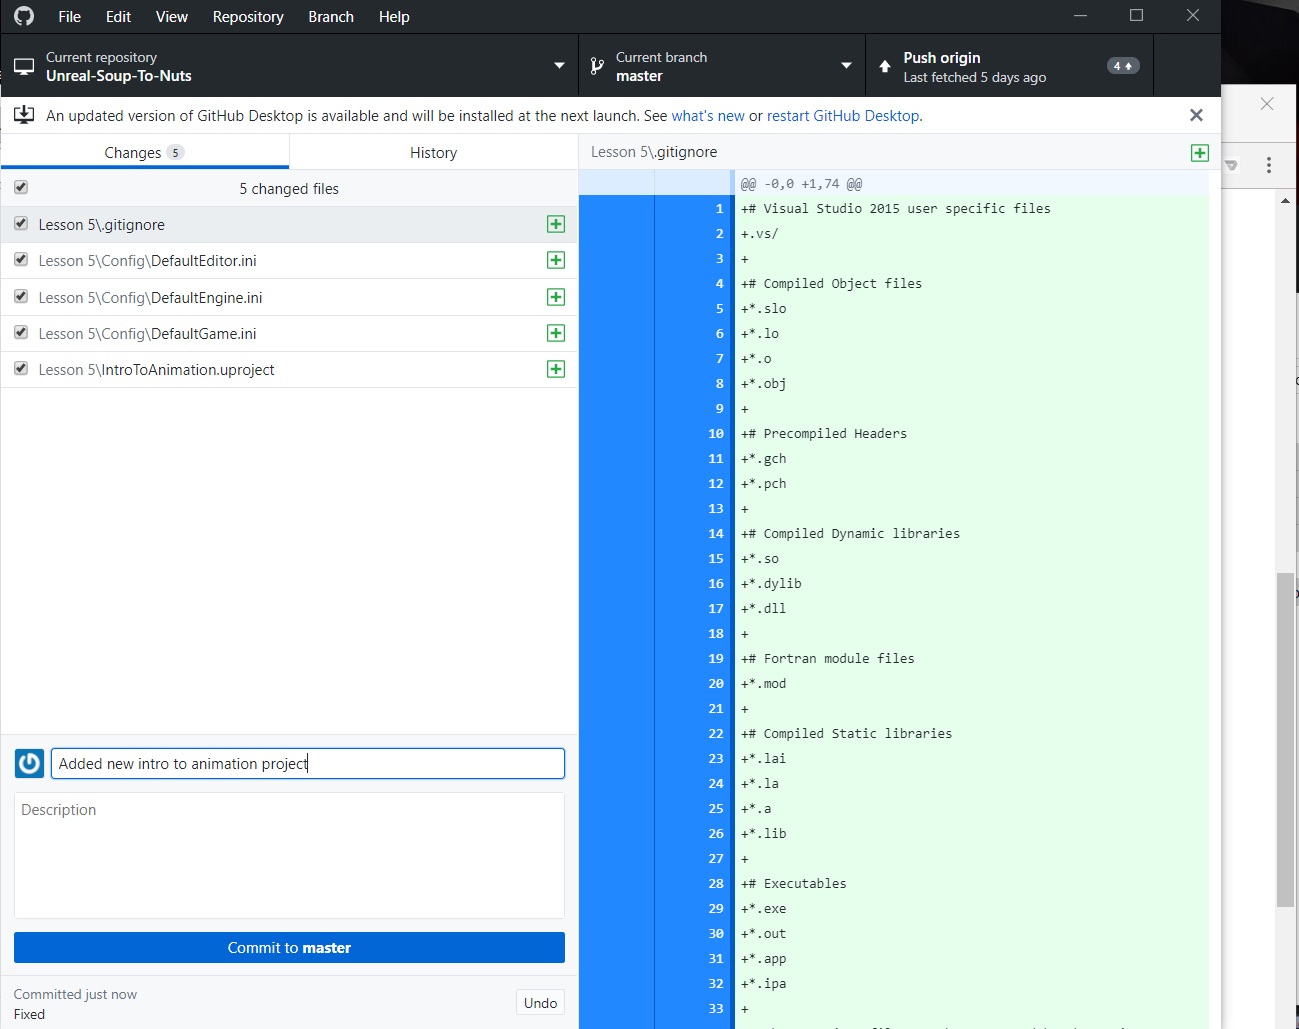 File Edit View Repository Branch Help
Current repository
Unreal-Soup-To-Nuts
Current branch
master
Push origin
Last fetched 5 days ago
4
An updated version of GitHub Desktop is available and will be installed at the next launch. See what's new or restart GitHub Desktop.
Changes 5
History
5 changed files
Lesson 5\.gitignore
Lesson 5\Config\DefaultEditor.ini
Lesson 5\Config\DefaultEngine.ini
Lesson 5\Config\DefaultGame.ini
Lesson 5\IntroToAnimation.uproject
Added new intro to animation project
Description
Commit to master
Committed just now
Fixed
Undo
Lesson 5\.gitignore
@@ -0,0 +1,74 @@
1 +# Visual Studio 2015 user specific files
2 +.vs/
3 +
4 +# Compiled Object files
5 +*.slo
6 +*.lo
7 +*.o
8 +*.obj
9 +
10 +# Precompiled Headers
11 +*.gch
12 +*.pch
13 +
14 +# Compiled Dynamic libraries
15 +*.so
16 +*.dylib
17 +*.dll
18 +
19 +# Fortran module files
20 +*.mod
21 +
22 +# Compiled Static libraries
23 +*.lai
24 +*.la
25 +*.a
26 +*.lib
27 +
28 +# Executables
29 +*.exe
30 +*.out
31 +*.app
32 +*.ipa
33 +